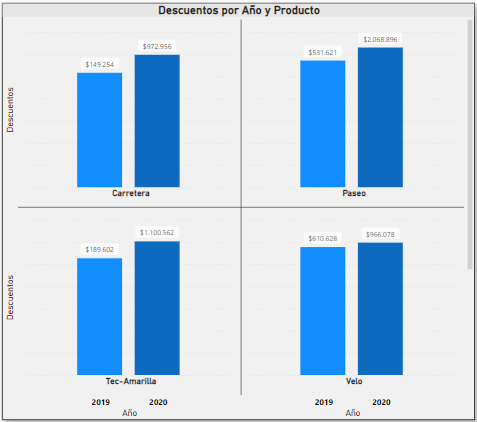 Descuentos por Año y Producto
Descuentos
$149.254
$972.956
Carretera
$531.621
$2.068.896
Paseo
Descuentos
$189.602
$1.100.562
Tec-Amarilla
$610.628
$966.078
Velo
2019 2020
Año
2019 2020
Año